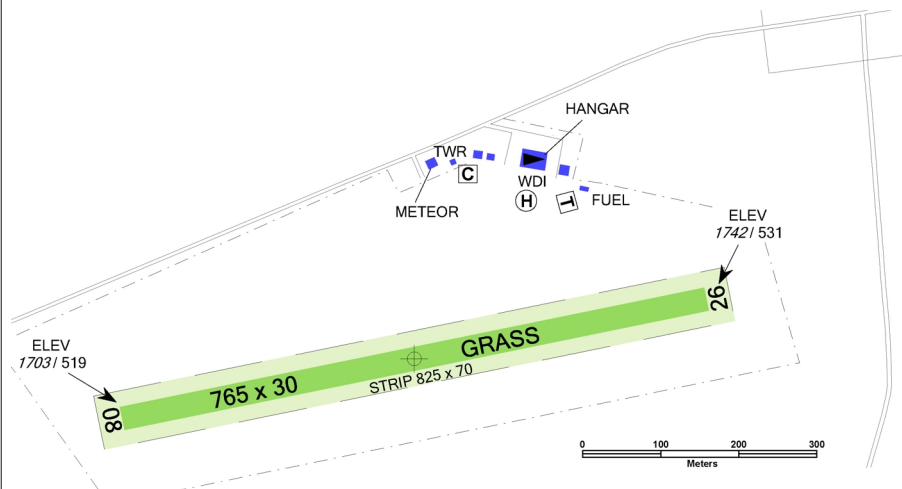 HANGAR
TWR
C
WDI
METEOR
H
T
FUEL
ELEV
1742 / 531
26
GRASS
ELEV
1703 / 519
765 x 30
STRIP 825 x 70
08
0 100 200 300
Meters